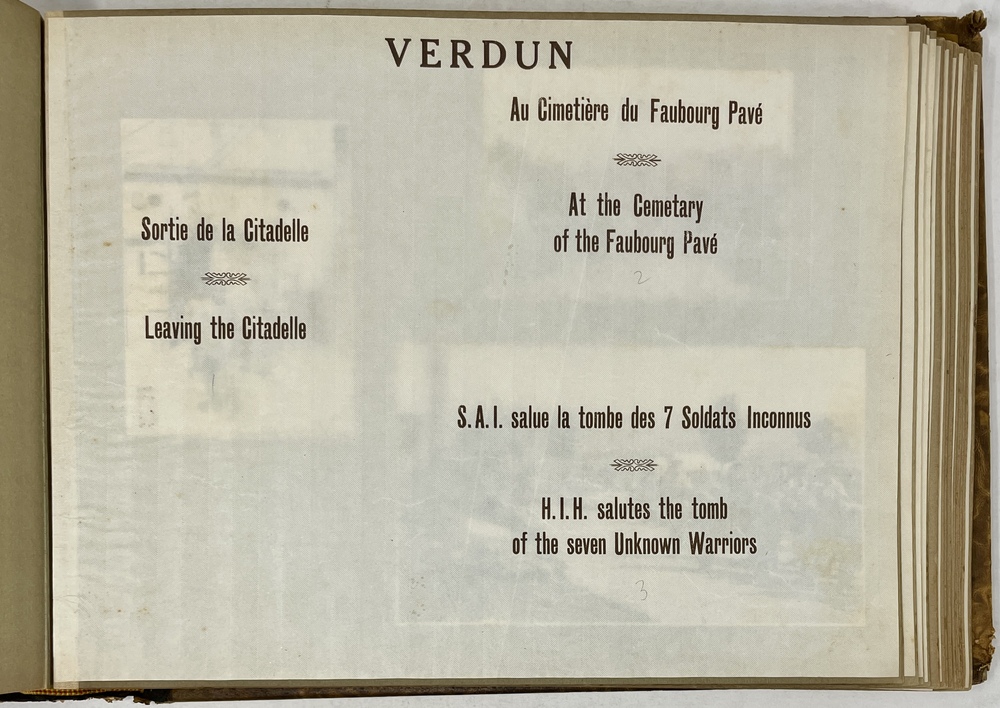 VERDUN
Sortie de la Citadelle
Leaving the Citadelle
1
Au Cimetière du Faubourg Pavé
At the Cemetary
of the Faubourg Pavé
2
S.A.I. salue la tombe des 7 Soldats Inconnus
H.I.H. salutes the tomb
of the seven Unknown Warriors
3